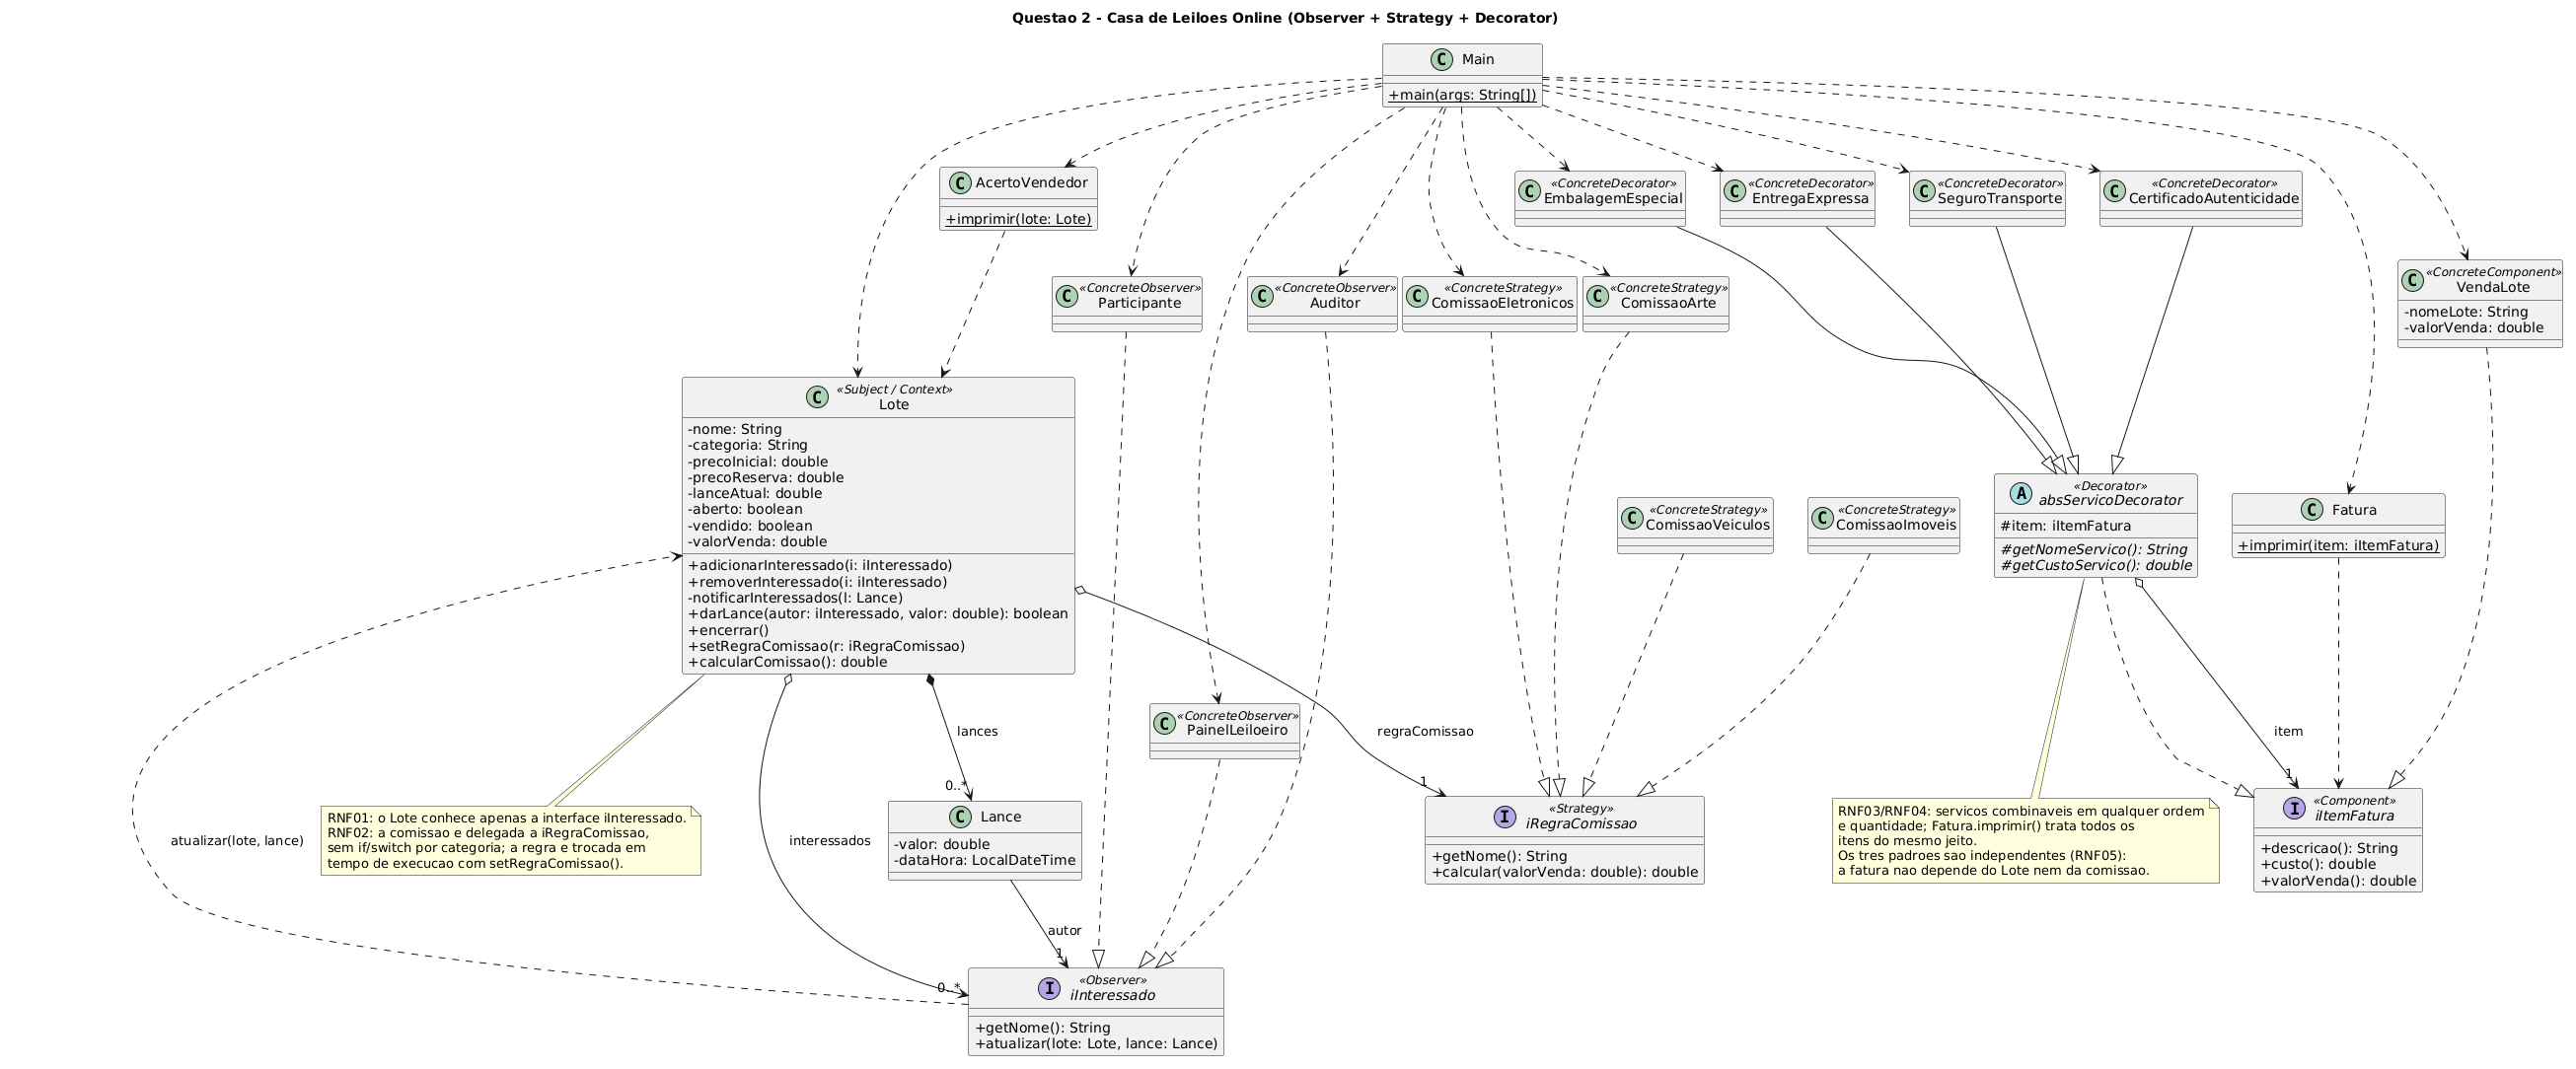 Questao 2 - Casa de Leiloes Online (Observer + Strategy + Decorator)
C Main
+main(args: String[])
C AcertoVendedor
+imprimir(lote: Lote)
C «ConcreteDecorator»
EmbalagemEspecial
C «ConcreteDecorator»
EntregaExpressa
C «ConcreteDecorator»
SeguroTransporte
C «ConcreteDecorator»
CertificadoAutenticidade
C «ConcreteObserver»
Participante
C «ConcreteObserver»
Auditor
C «ConcreteStrategy»
ComissaoEletronicos
C «ConcreteStrategy»
ComissaoArte
C «ConcreteComponent»
VendaLote
-nomeLote: String
-valorVenda: double
C «Subject / Context»
Lote
-nome: String
-categoria: String
-precoInicial: double
-precoReserva: double
-lanceAtual: double
-aberto: boolean
-vendido: boolean
-valorVenda: double
+adicionarInteressado(i: iInteressado)
+removerInteressado(i: iInteressado)
-notificarInteressados(l: Lance)
+darLance(autor: iInteressado, valor: double): boolean
+encerrar()
+setRegraComissao(r: iRegraComissao)
+calcularComissao(): double
C «ConcreteStrategy»
ComissaoVeiculos
C «ConcreteStrategy»
ComissaoImoveis
A «Decorator»
absServicoDecorator
#item: iItemFatura
#getNomeServico(): String
#getCustoServico(): double
C Fatura
+imprimir(item: iItemFatura)
C «ConcreteObserver»
PainelLeiloeiro
lances
regraComissao
item
0..*
1
1
atualizar(lote, lance)
RNF01: o Lote conhece apenas a interface iInteressado.
RNF02: a comissao e delegada a iRegraComissao,
sem if/switch por categoria; a regra e trocada em
tempo de execucao com setRegraComissao().
interessados
C Lance
-valor: double
-dataHora: LocalDateTime
I «Strategy»
iRegraComissao
+getNome(): String
+calcular(valorVenda: double): double
RNF03/RNF04: servicos combinaveis em qualquer ordem
e quantidade; Fatura.imprimir() trata todos os
itens do mesmo jeito.
Os tres padroes sao independentes (RNF05):
a fatura nao depende do Lote nem da comissao.
I «Component»
iItemFatura
+descricao(): String
+custo(): double
+valorVenda(): double
autor
1
0..*
I «Observer»
iInteressado
+getNome(): String
+atualizar(lote: Lote, lance: Lance)